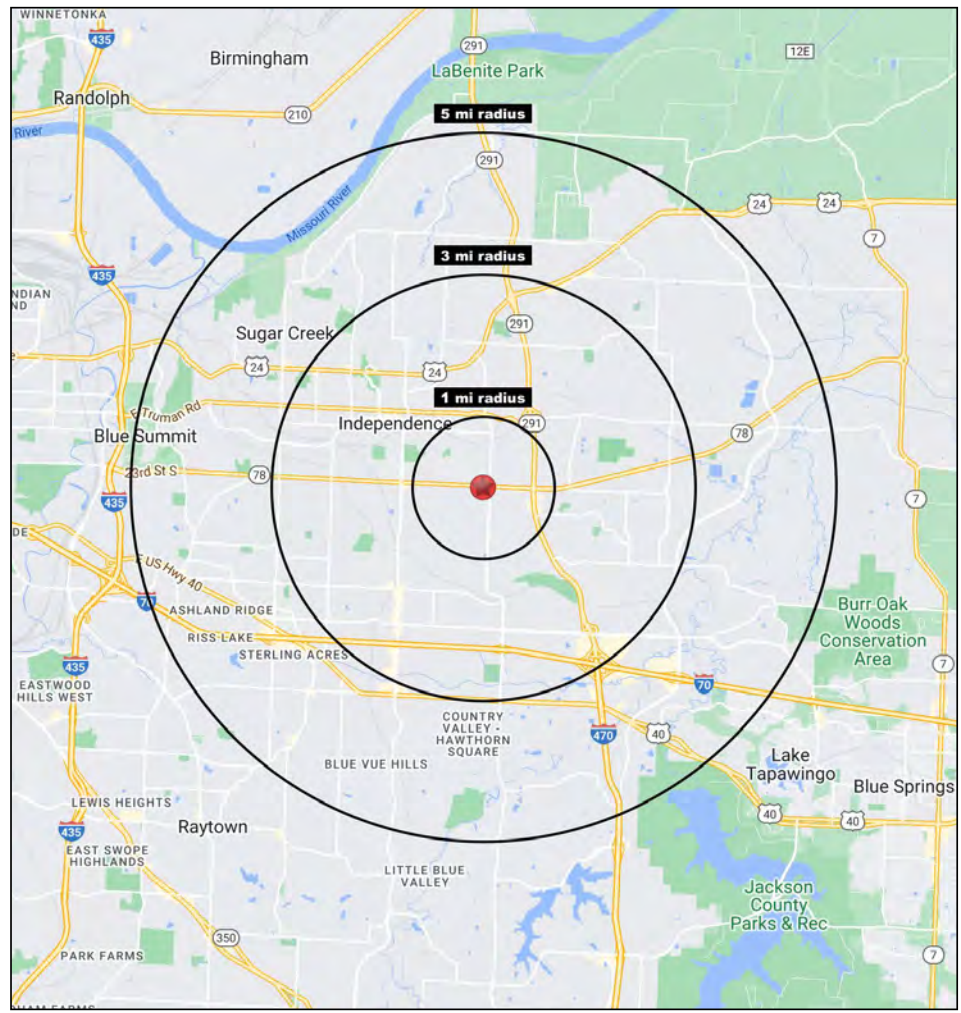 WINNETONKA
435
291
12E
Birmingham
LaBenite Park
Randolph
210
5 mi radius
River
291
Missouri River
24
24
7
3 mi radius
435
291
Sugar Creek
24
24
1 mi radius
E Truman Rd
Independence
291
Blue Summit
78
23rd St S
78
435
7
E US Hwy 40
ASHLAND RIDGE
Burr Oak
Woods
Conservation
Area
RISS LAKE
STERLING ACRES
435
7
EASTWOOD
HILLS WEST
70
COUNTRY
VALLEY -
HAWTHORN
SQUARE
470
40
BLUE VUE HILLS
Lake
Tapawingo
Blue Springs
LEWIS HEIGHTS
40
40
435
Raytown
EAST SWOPE
HIGHLANDS
LITTLE BLUE
VALLEY
Jackson
County
Parks & Rec
350
PARK FARMS
7